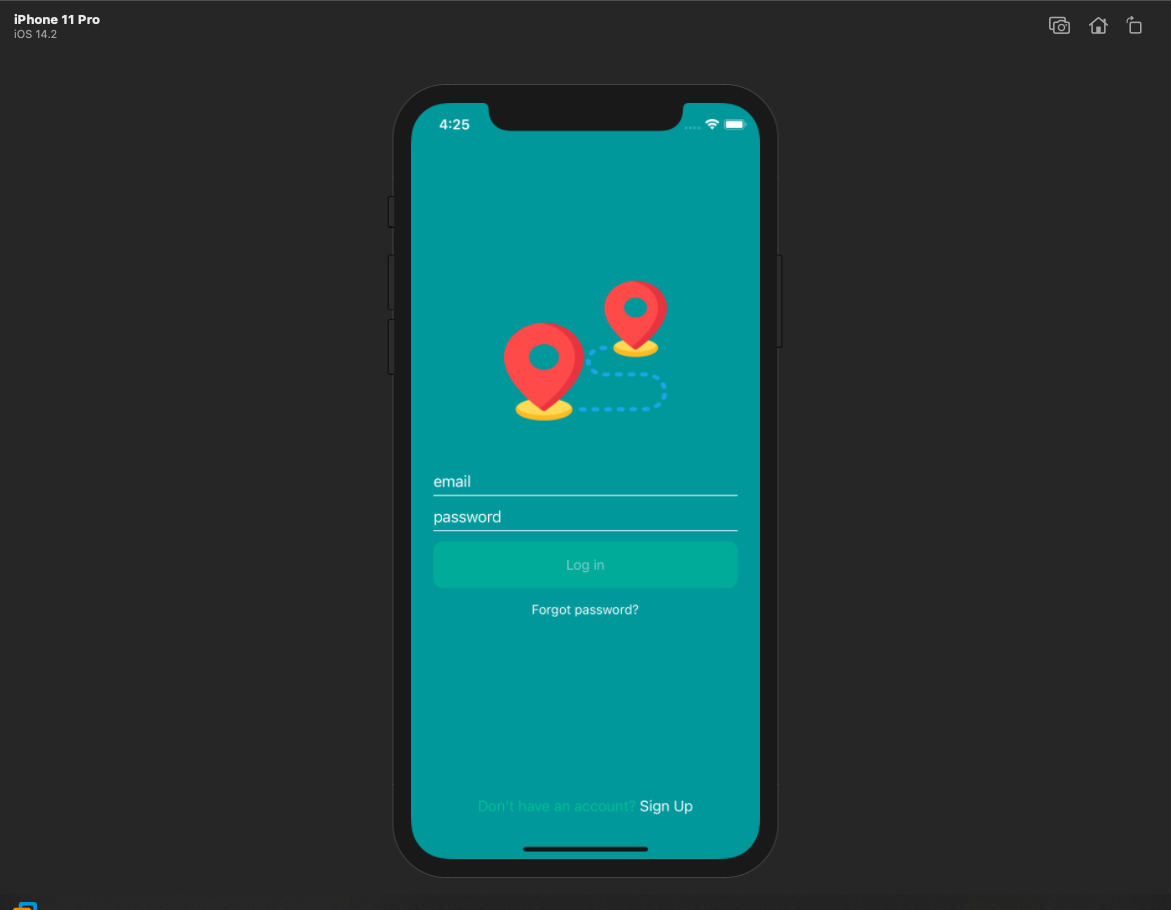 iPhone 11 Pro
iOS 14.2
4:25
email
password
Log in
Forgot password?
Don't have an account? Sign Up